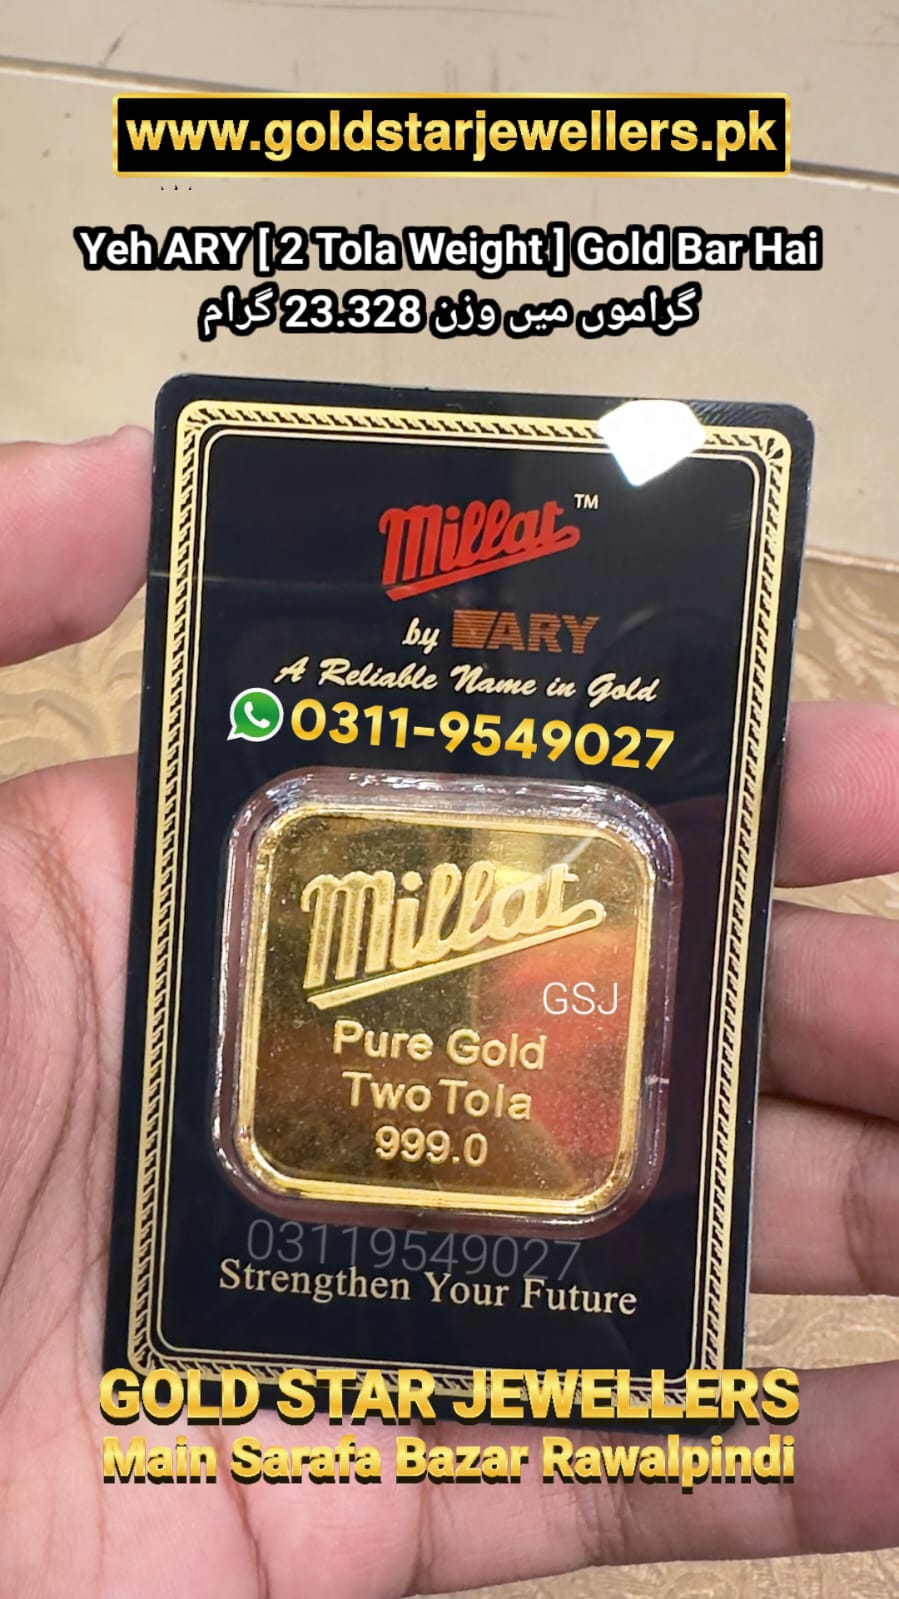 www.goldstarjewellers.pk
Yeh ARY [ 2 Tola Weight ] Gold Bar Hai
گراموں میں وزن 23.328 گرام
Millat™
by ARY
A Reliable Name in Gold
0311-9549027
Millat
GSJ
Pure Gold
Two Tola
999.0
03119549027
Strengthen Your Future
GOLD STAR JEWELLERS
Main Sarafa Bazar Rawalpindi